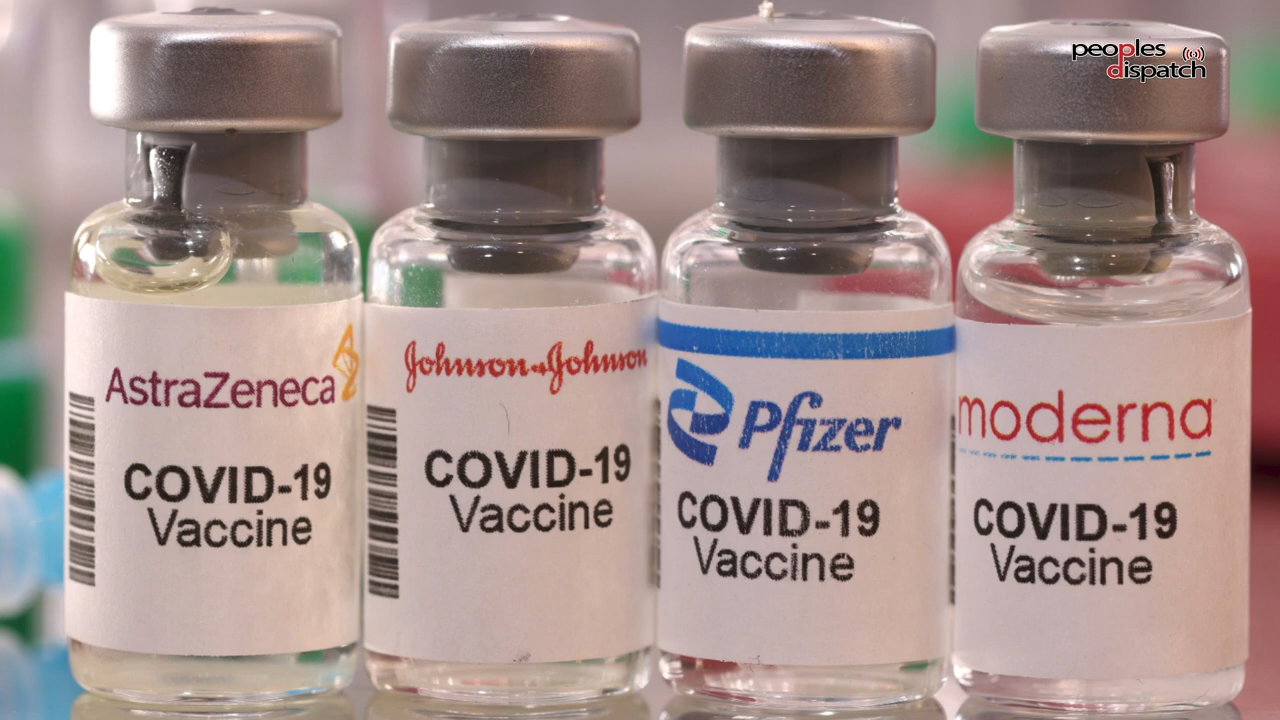 peoples
dispatch
AstraZeneca
COVID-19
Vaccine
Johnson+Johnson
COVID-19
Vaccine
Pfizer
COVID-19
Vaccine
moderna
COVID-19
Vaccine